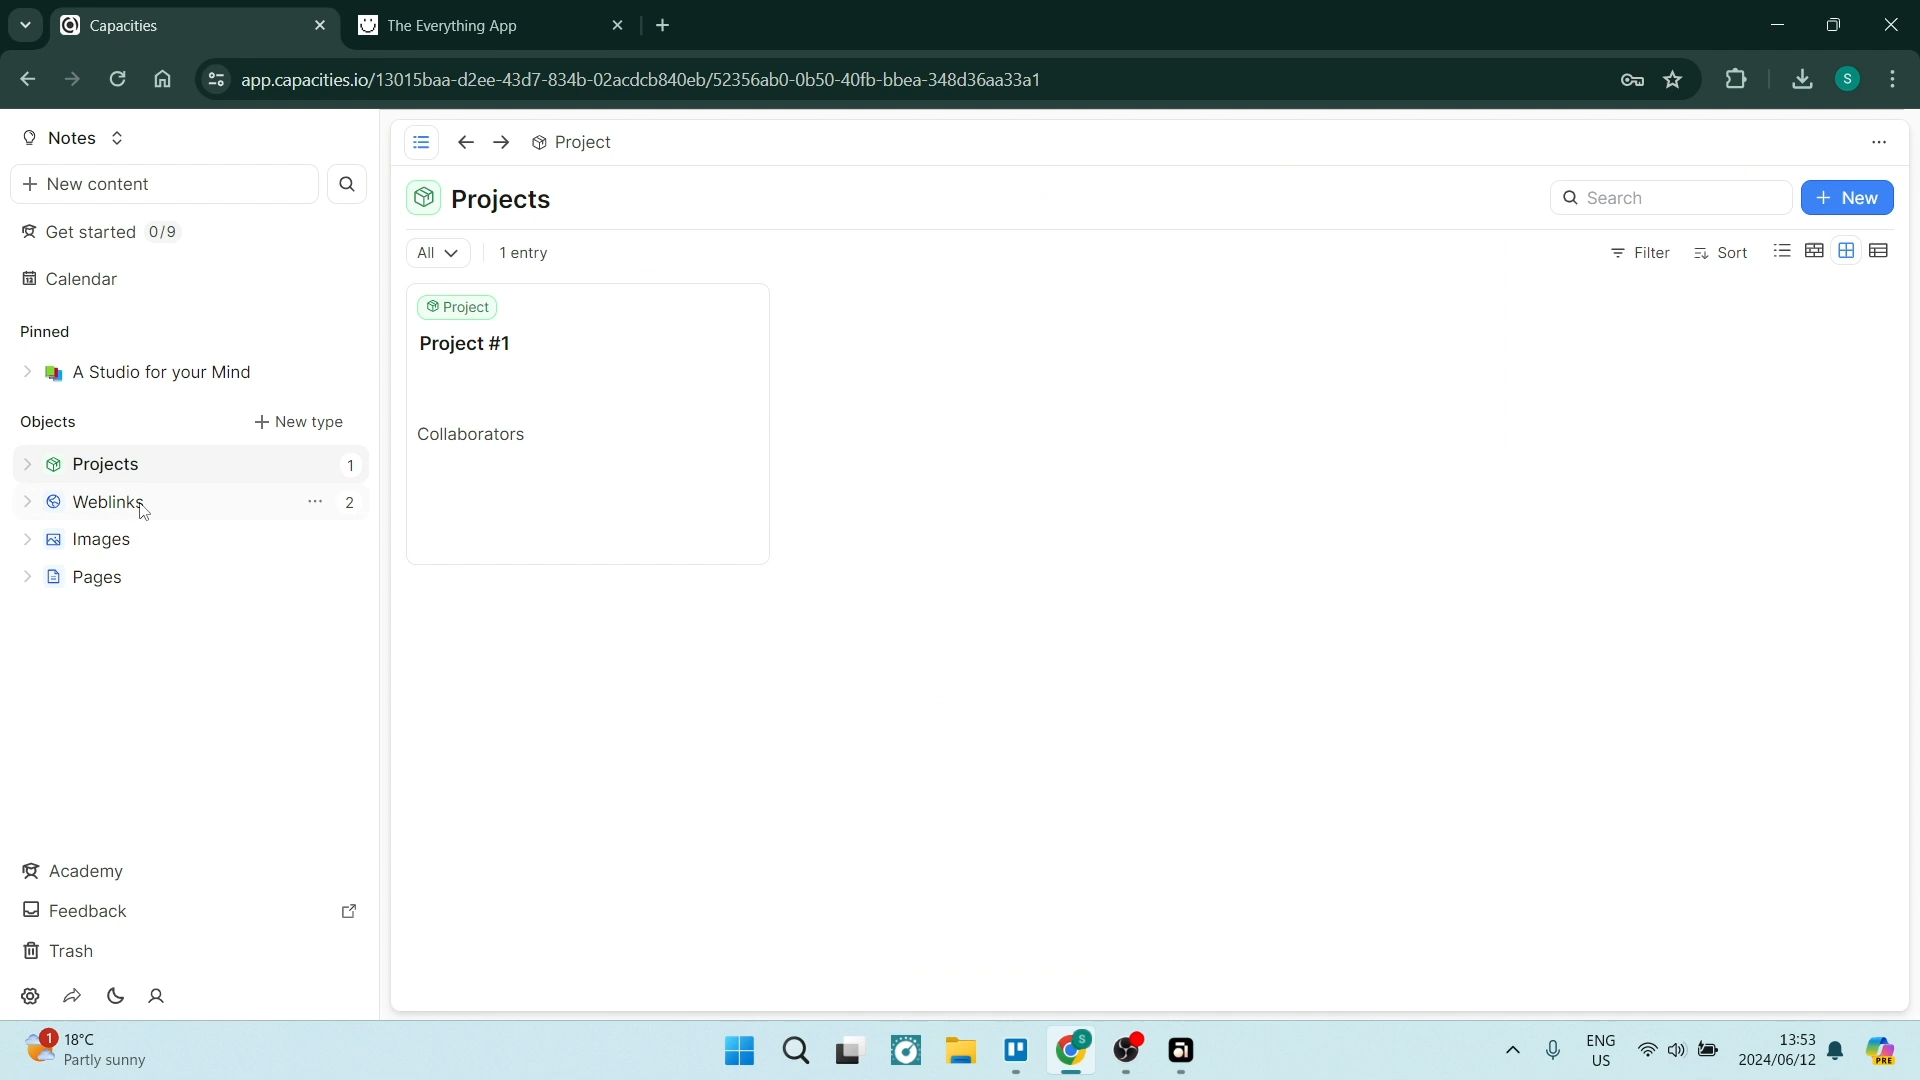 Capacities
The Everything App
app.capacities.io/13015baa-d2ee-43d7-834b-02acdcb840eb/52356ab0-0b50-40fb-bbea-348d36aa33a1
S
Notes
New content
Get started 0/9
Calendar
Pinned
A Studio for your Mind
Objects
New type
Projects 1
Weblinks 2
Images
Pages
Academy
Feedback
Trash
Project
Projects
Search
New
All
1 entry
Filter
Sort
Project
Project #1
Collaborators
1
18°C
Partly sunny
S
ENG
US
13:53
2024/06/12
PRE